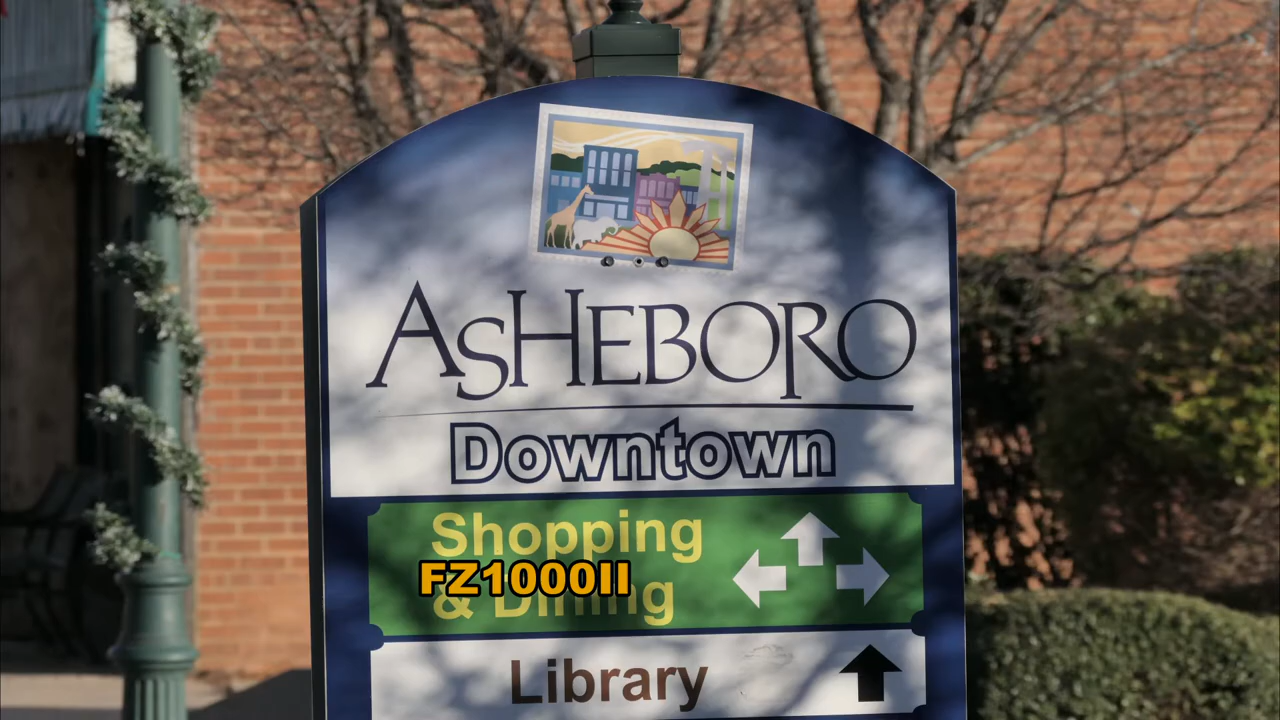 ASHEBORO
Downtown
Shopping
FZ1000II
& Dining
Library